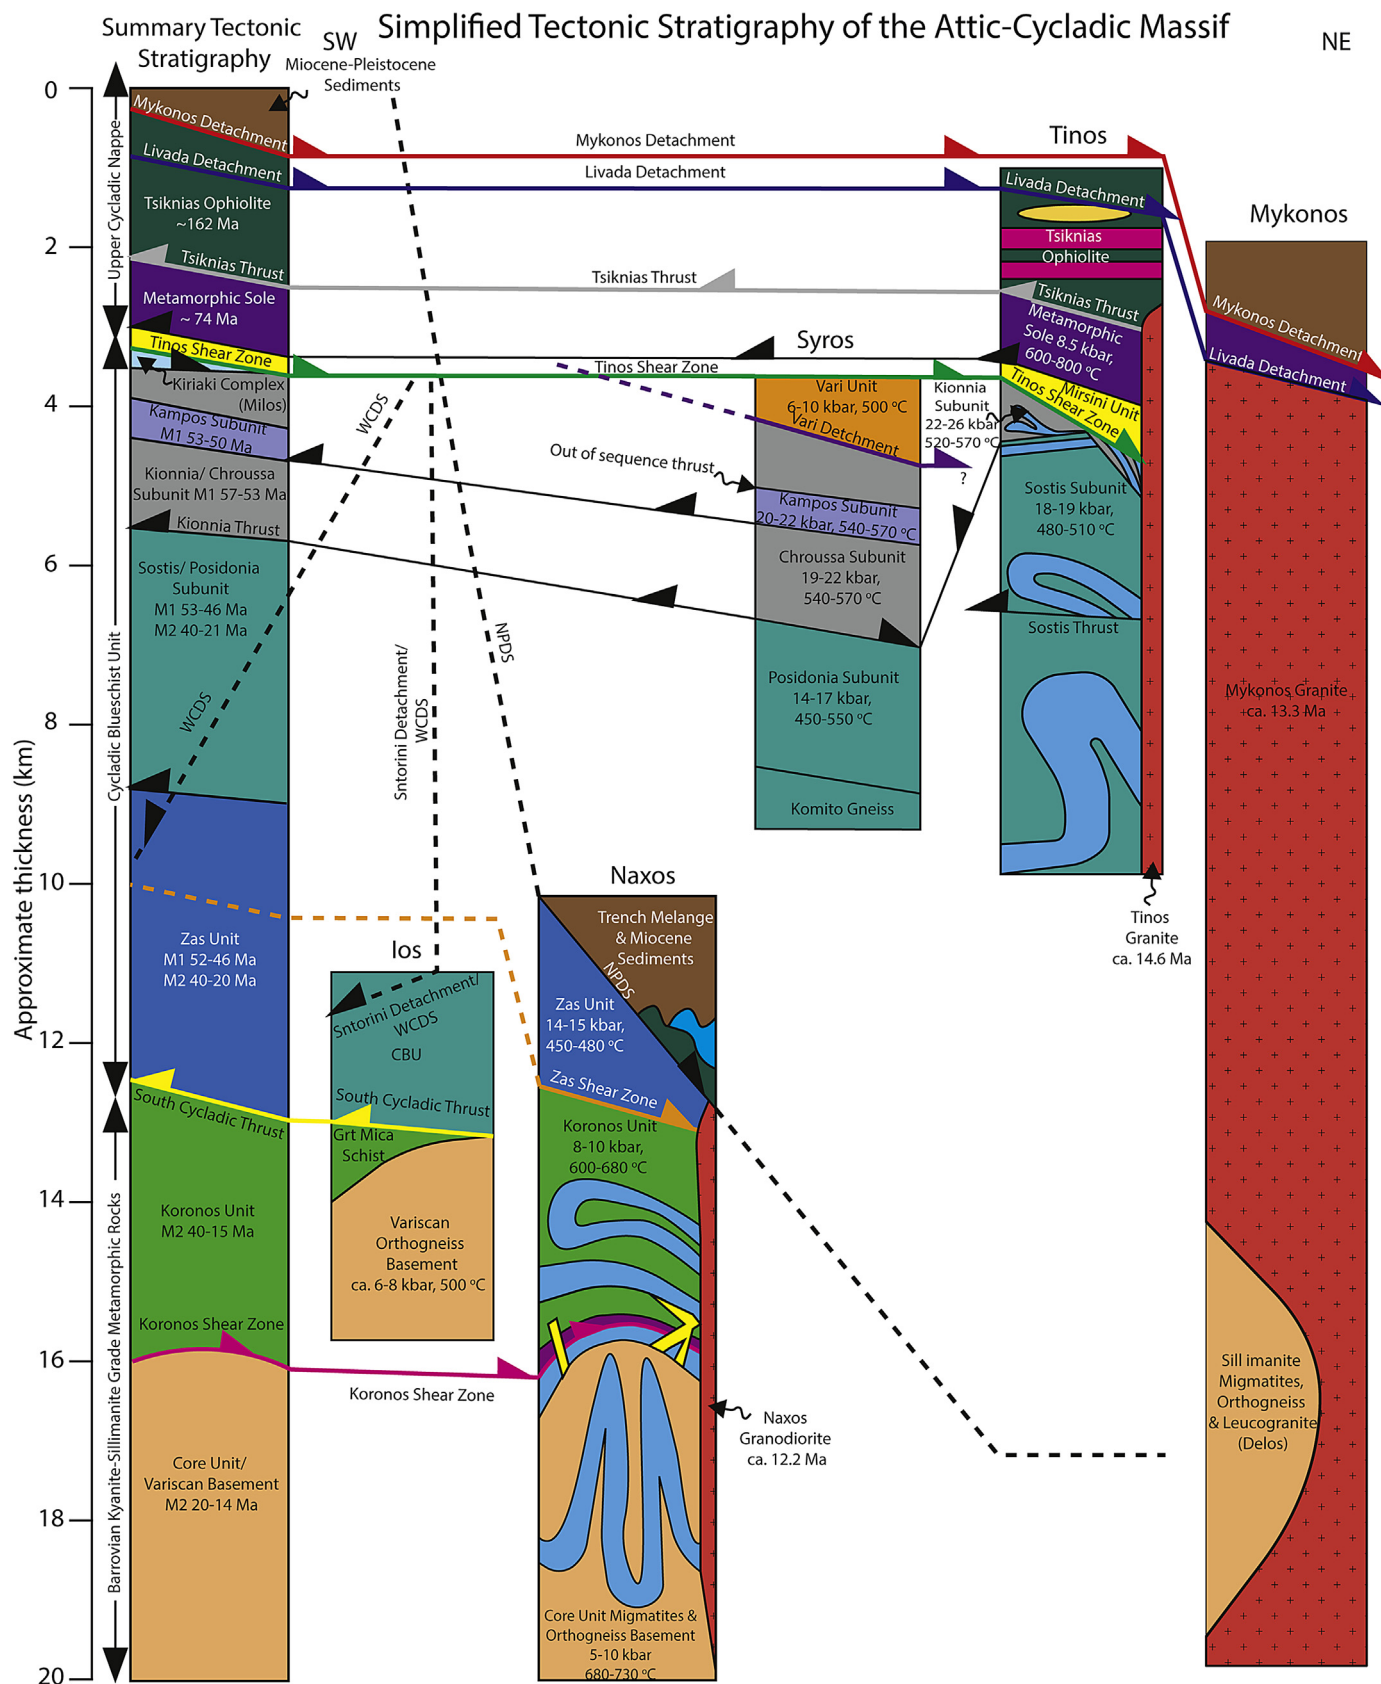 Simplified Tectonic Stratigraphy of the Attic-Cycladic Massif
Summary Tectonic
Stratigraphy
SW
NE
Miocene-Pleistocene
Sediments
Approximate thickness (km)
0
2
4
6
8
10
12
14
16
18
20
Upper Cycladic Nappe
Cycladic Blueschist Unit
Barrovian Kyanite-Sillimanite Grade Metamorphic Rocks
Mykonos Detachment
Livada Detachment
Tsiknias Ophiolite
~162 Ma
Tsiknias Thrust
Metamorphic Sole
~ 74 Ma
Tinos Shear Zone
Kiriaki Complex
(Milos)
Kampos Subunit
M1 53-50 Ma
Kionnia/ Chroussa
Subunit M1 57-53 Ma
Kionnia Thrust
Sostis/ Posidonia
Subunit
M1 53-46 Ma
M2 40-21 Ma
WCDS
Zas Unit
M1 52-46 Ma
M2 40-20 Ma
South Cycladic Thrust
Koronos Unit
M2 40-15 Ma
Koronos Shear Zone
Core Unit/
Variscan Basement
M2 20-14 Ma
Mykonos Detachment
Livada Detachment
Tsiknias Thrust
Tinos Shear Zone
WCDS
Out of sequence thrust
Sntorini Detachment/
WCDS
NPDS
Koronos Shear Zone
Ios
Sntorini Detachment/
WCDS
CBU
South Cycladic Thrust
Grt Mica
Schist
Variscan
Orthogneiss
Basement
ca. 6-8 kbar, 500 ºC
Naxos
Trench Melange
& Miocene
Sediments
NPDS
Zas Unit
14-15 kbar,
450-480 ºC
Zas Shear Zone
Koronos Unit
8-10 kbar,
600-680 ºC
Core Unit Migmatites &
Orthogneiss Basement
5-10 kbar
680-730 ºC
Naxos
Granodiorite
ca. 12.2 Ma
Syros
Vari Unit
6-10 kbar, 500 ºC
Vari Detchment
?
Kampos Subunit
20-22 kbar, 540-570 ºC
Chroussa Subunit
19-22 kbar,
540-570 ºC
Posidonia Subunit
14-17 kbar,
450-550 ºC
Komito Gneiss
Kionnia
Subunit
22-26 kbar
520-570 ºC
Tinos
Livada Detachment
Tsiknias
Ophiolite
Tsiknias Thrust
Metamorphic
Sole 8.5 kbar,
600-800 ºC
Mirsini Unit
Tinos Shear Zone
Sostis Subunit
18-19 kbar,
480-510 ºC
Sostis Thrust
Tinos
Granite
ca. 14.6 Ma
Mykonos
Mykonos Detachment
Livada Detachment
Mykonos Granite
ca. 13.3 Ma
Sill imanite
Migmatites,
Orthogneiss
& Leucogranite
(Delos)